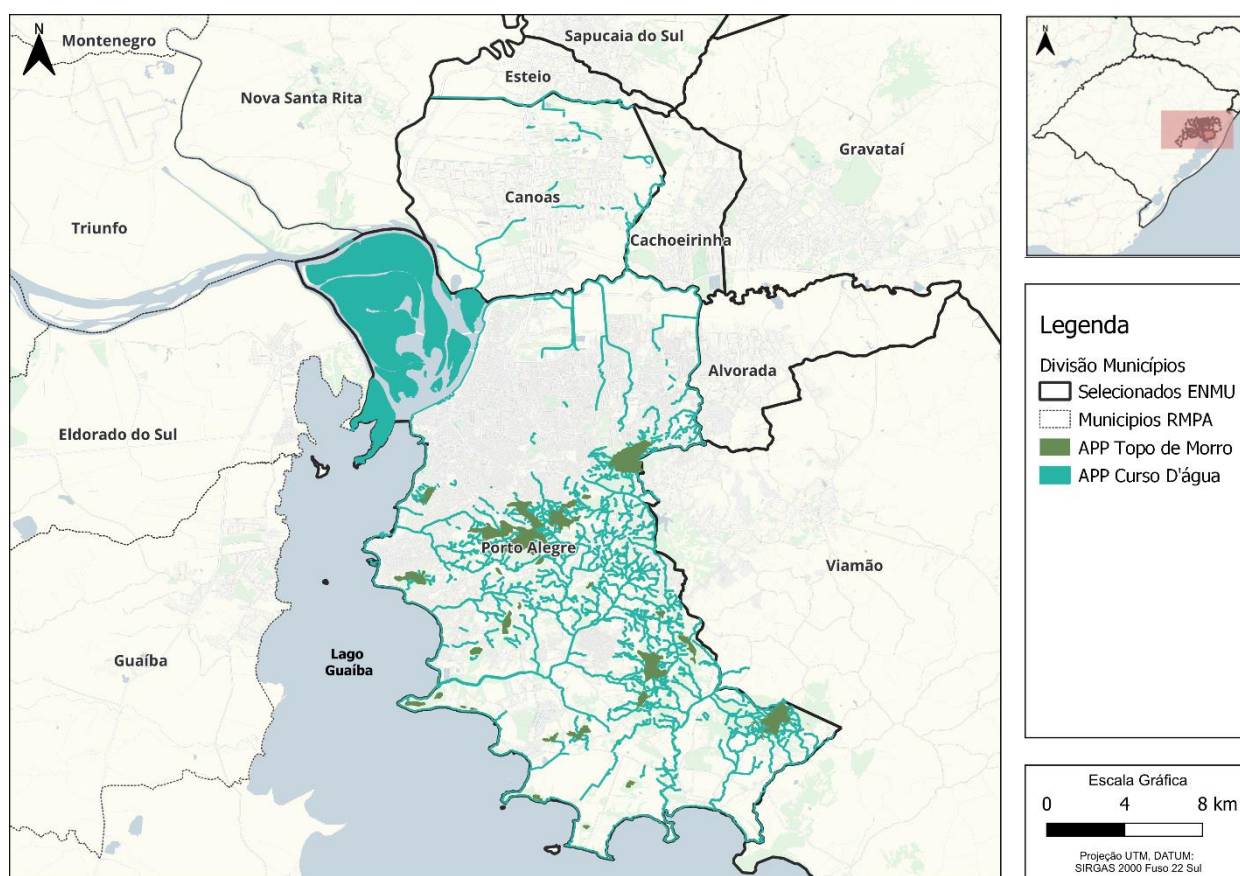 N
Montenegro
Sapucaia do Sul
Esteio
Nova Santa Rita
Gravataí
Canoas
Triunfo
Cachoeirinha
Alvorada
Eldorado do Sul
Porto Alegre
Viamão
Guaíba
Lago
Guaíba
N
Legenda
Divisão Municípios
Selecionados ENMU
Municipios RMPA
APP Topo de Morro
APP Curso D'água
Escala Gráfica
0 4 8 km
Projeção UTM, DATUM:
SIRGAS 2000 Fuso 22 Sul